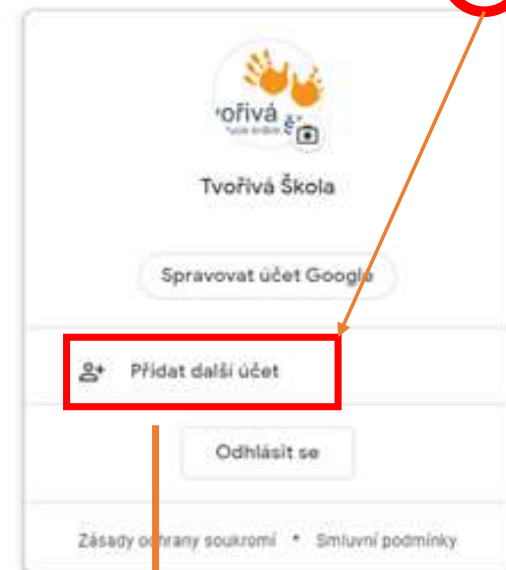 Tvořivá Škola
Spravovat účet Google
Přidat další účet
Odhlásit se
Zásady ochrany soukromí • Smluvní podmínky